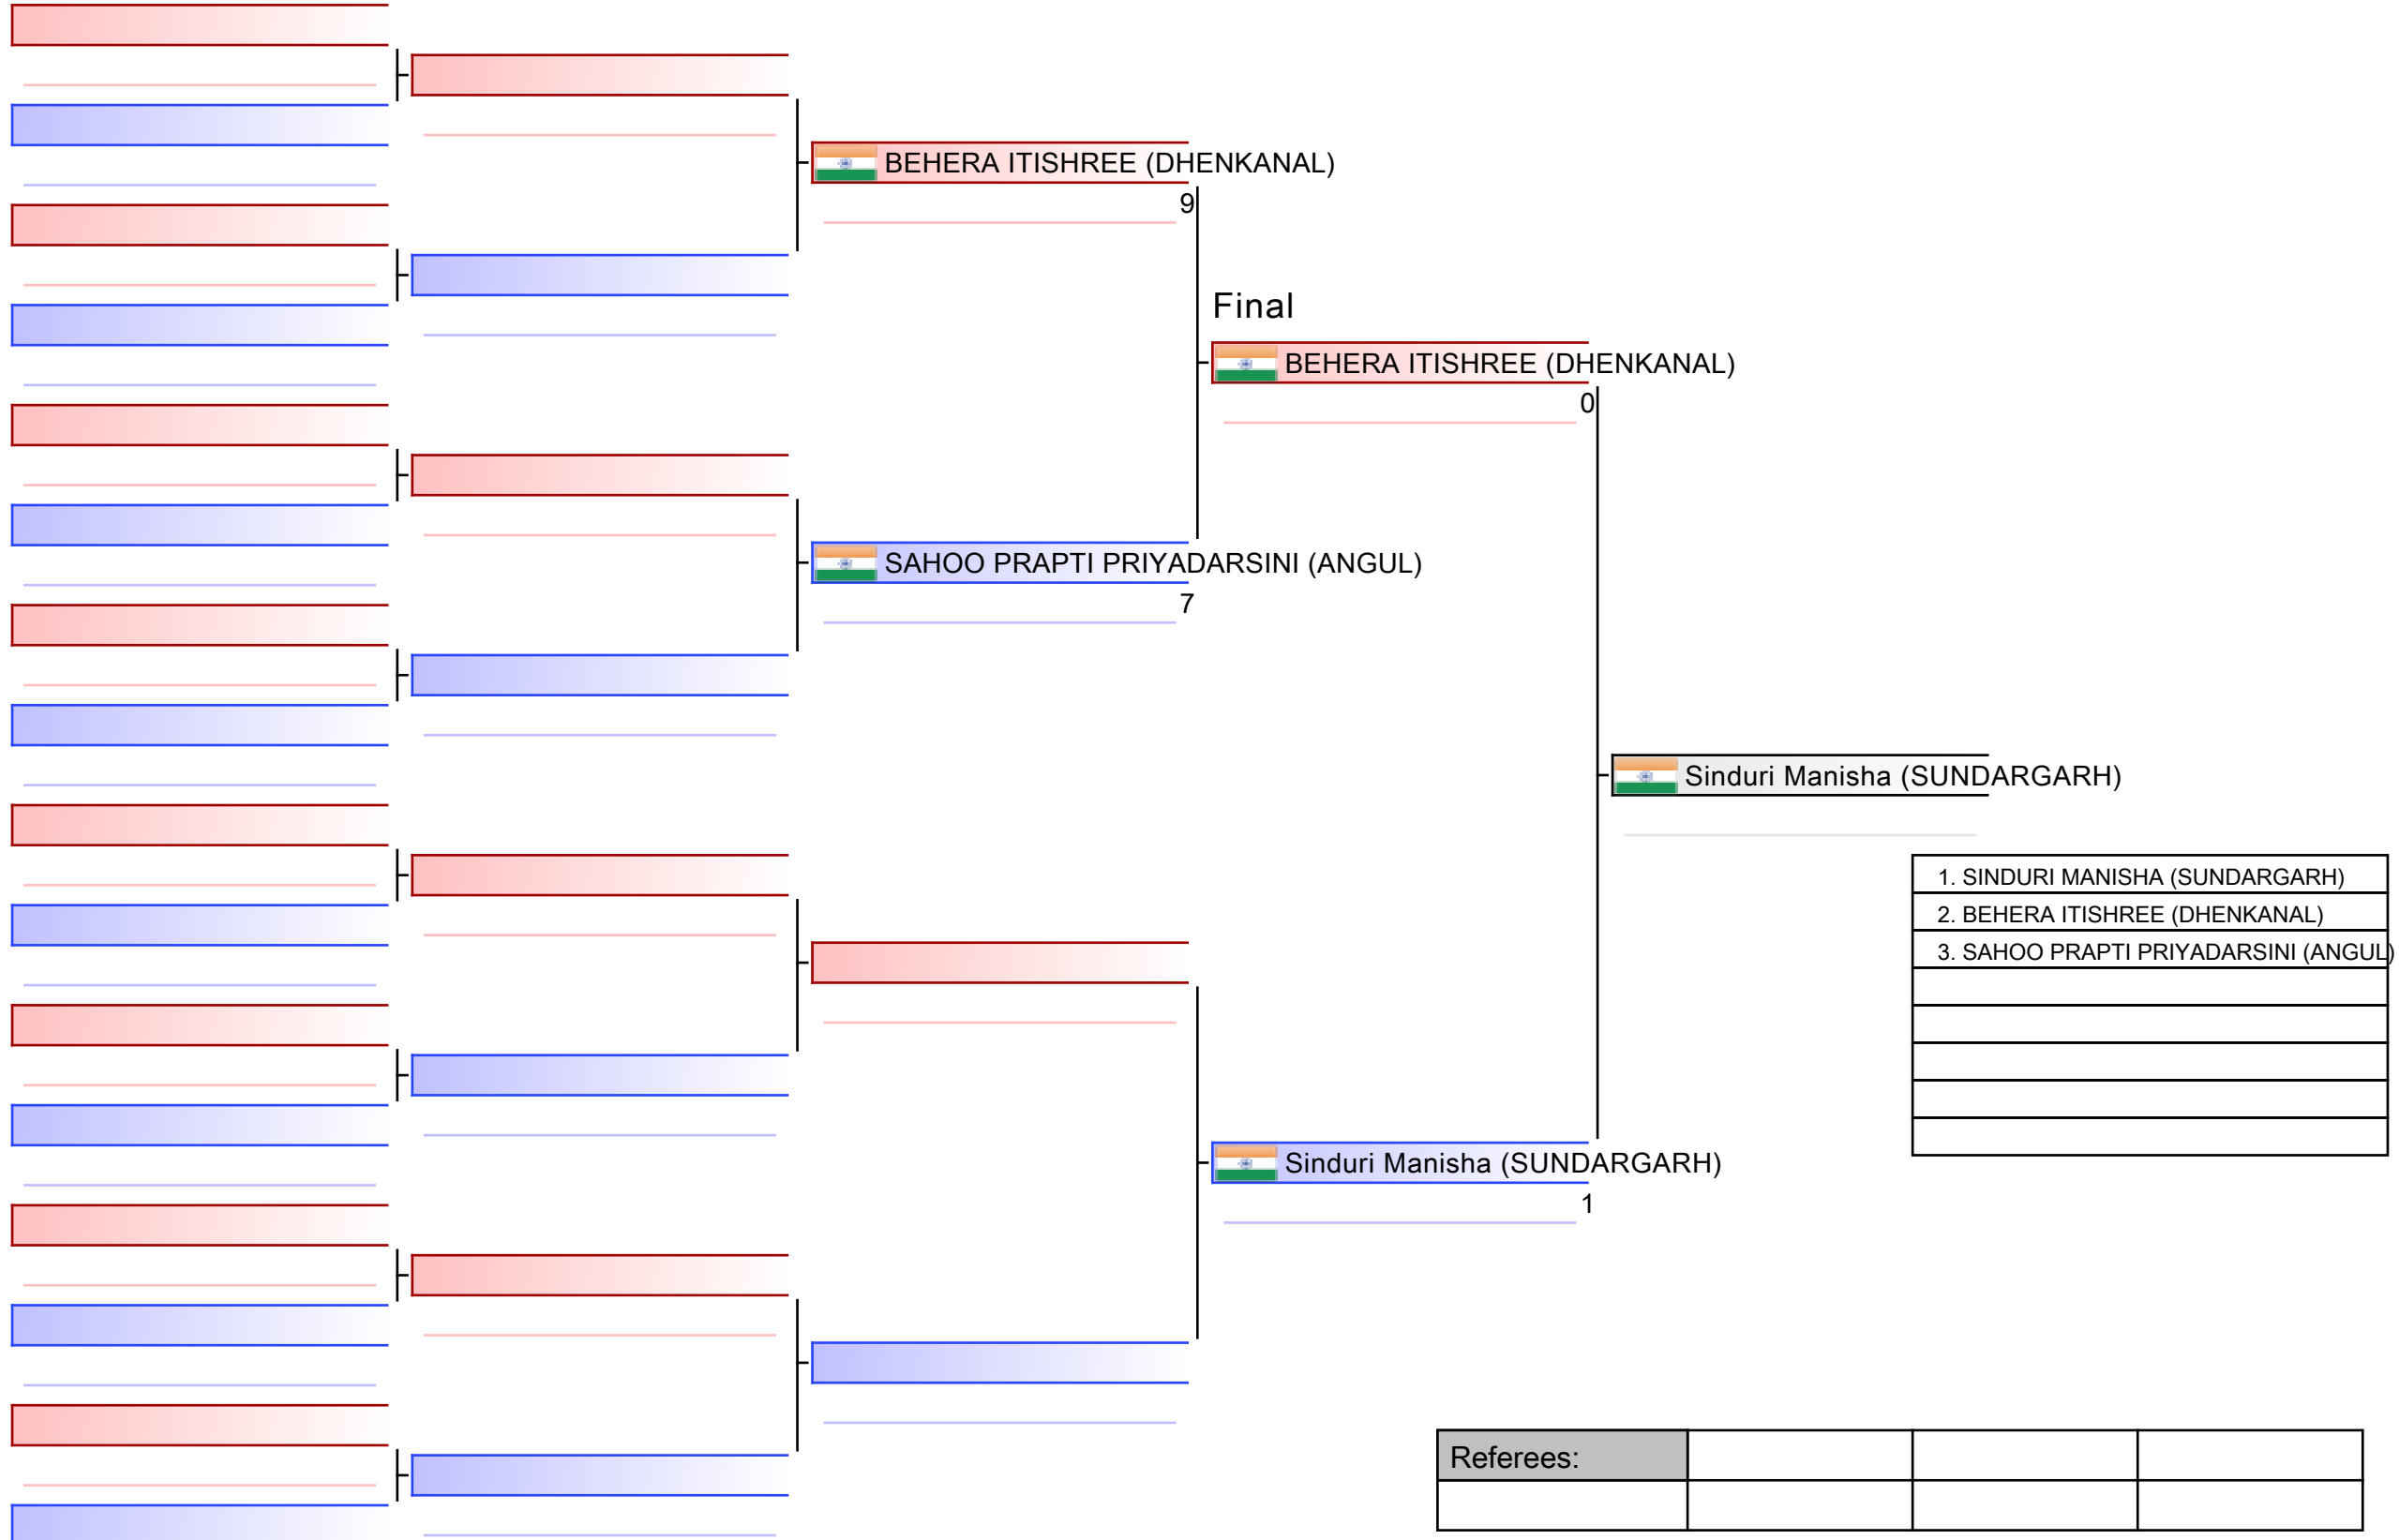 BEHERA ITISHREE (DHENKANAL)
9
Final
BEHERA ITISHREE (DHENKANAL)
0
SAHOO PRAPTI PRIYADARSINI (ANGUL)
7
Sinduri Manisha (SUNDARGARH)
1. SINDURI MANISHA (SUNDARGARH)
2. BEHERA ITISHREE (DHENKANAL)
3. SAHOO PRAPTI PRIYADARSINI (ANGUL)
Sinduri Manisha (SUNDARGARH)
1
Referees: